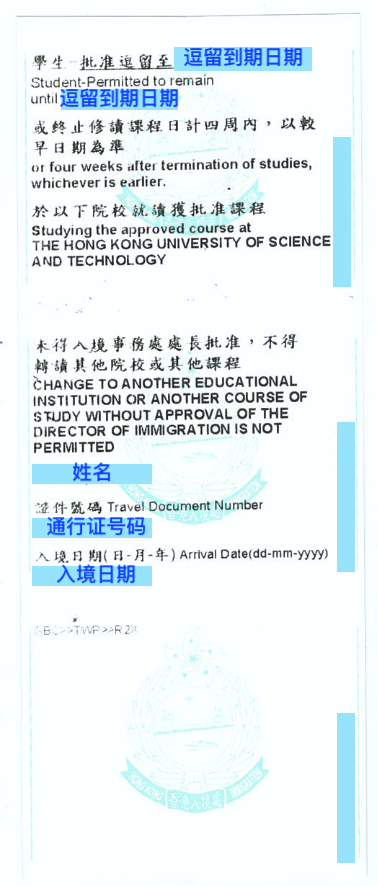 學生-批准逗留至 逗留到期日期
Student-Permitted to remain
until 逗留到期日期
或終止修讀課程日計四周內，以較
早日期為準
or four weeks after termination of studies,
whichever is earlier.
於以下院校就讀獲批准課程
Studying the approved course at
THE HONG KONG UNIVERSITY OF SCIENCE
AND TECHNOLOGY
未得入境事務處處長批准，不得
轉讀其他院校或其他課程
CHANGE TO ANOTHER EDUCATIONAL
INSTITUTION OR ANOTHER COURSE OF
STUDY WITHOUT APPROVAL OF THE
DIRECTOR OF IMMIGRATION IS NOT
PERMITTED
姓名
證件號碼 Travel Document Number
通行证号码
入境日期(日-月-年) Arrival Date(dd-mm-yyyy)
入境日期
HONG KONG 香港入境處 IMMIGRATION